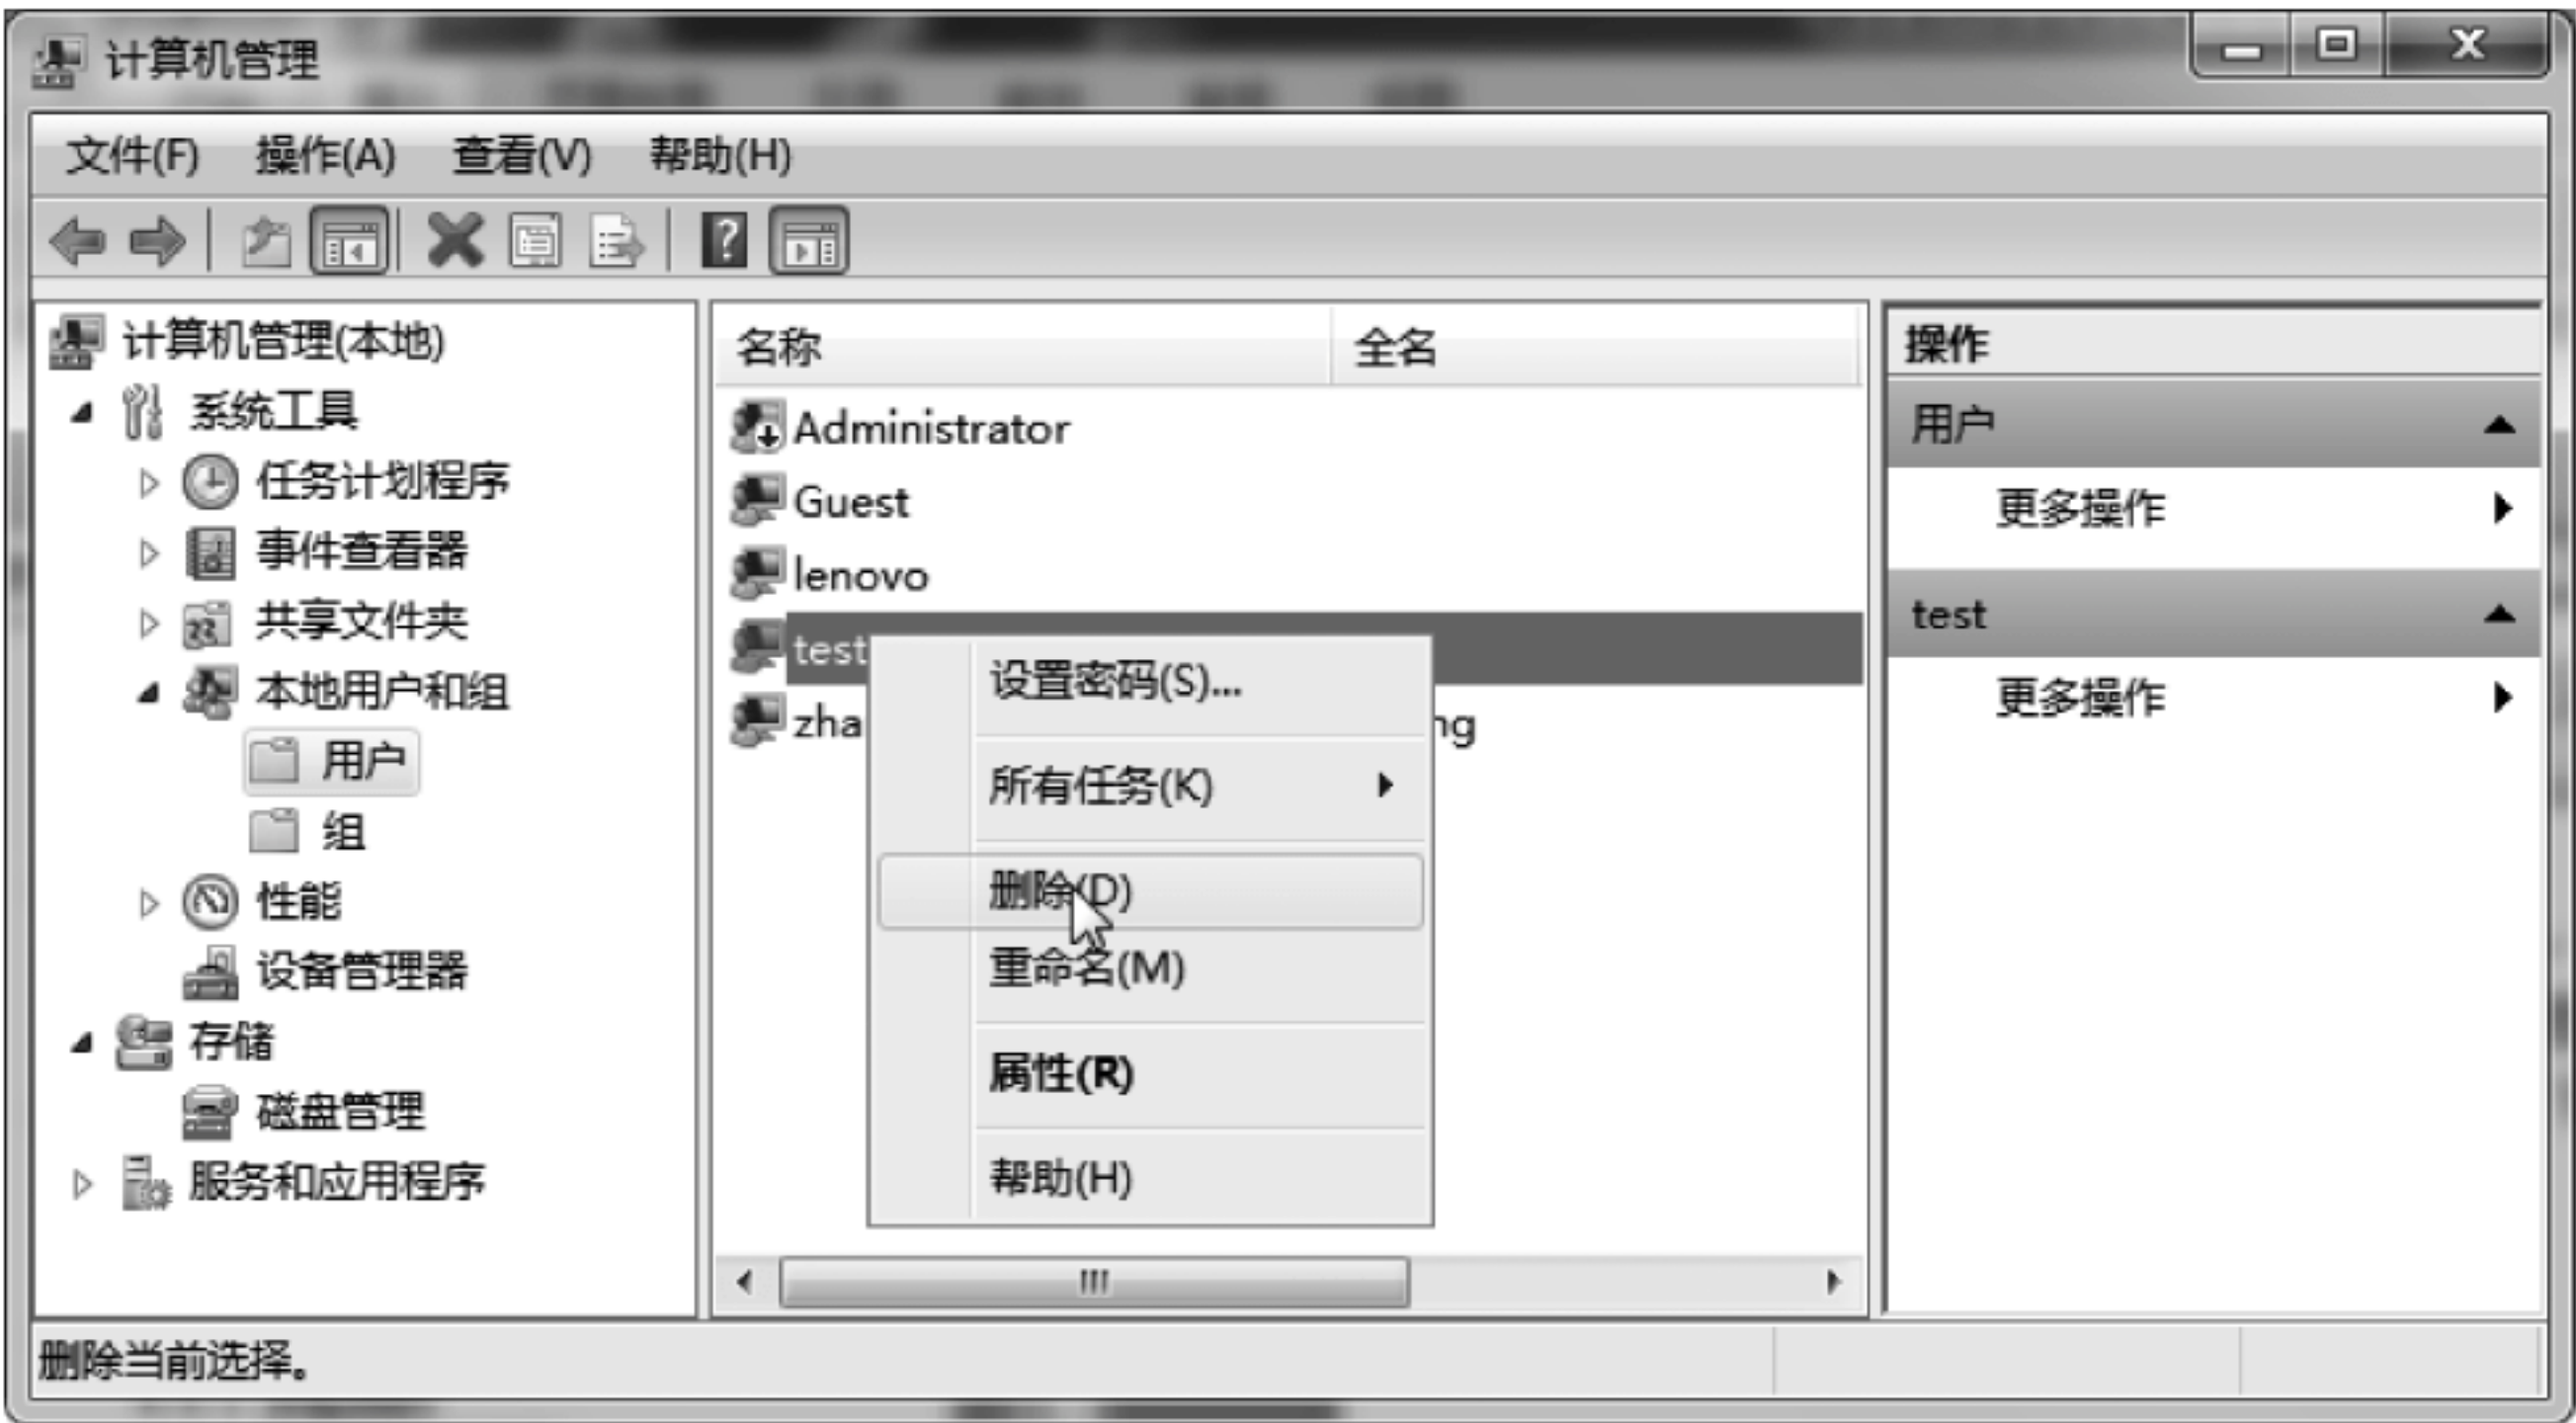 计算机管理
文件(F) 操作(A) 查看(V) 帮助(H)
计算机管理(本地)
系统工具
任务计划程序
事件查看器
共享文件夹
本地用户和组
用户
组
性能
设备管理器
存储
磁盘管理
服务和应用程序
名称 全名
Administrator
Guest
lenovo
test
zha
ng
设置密码(S)...
所有任务(K)
删除(D)
重命名(M)
属性(R)
帮助(H)
操作
用户
更多操作
test
更多操作
删除当前选择。